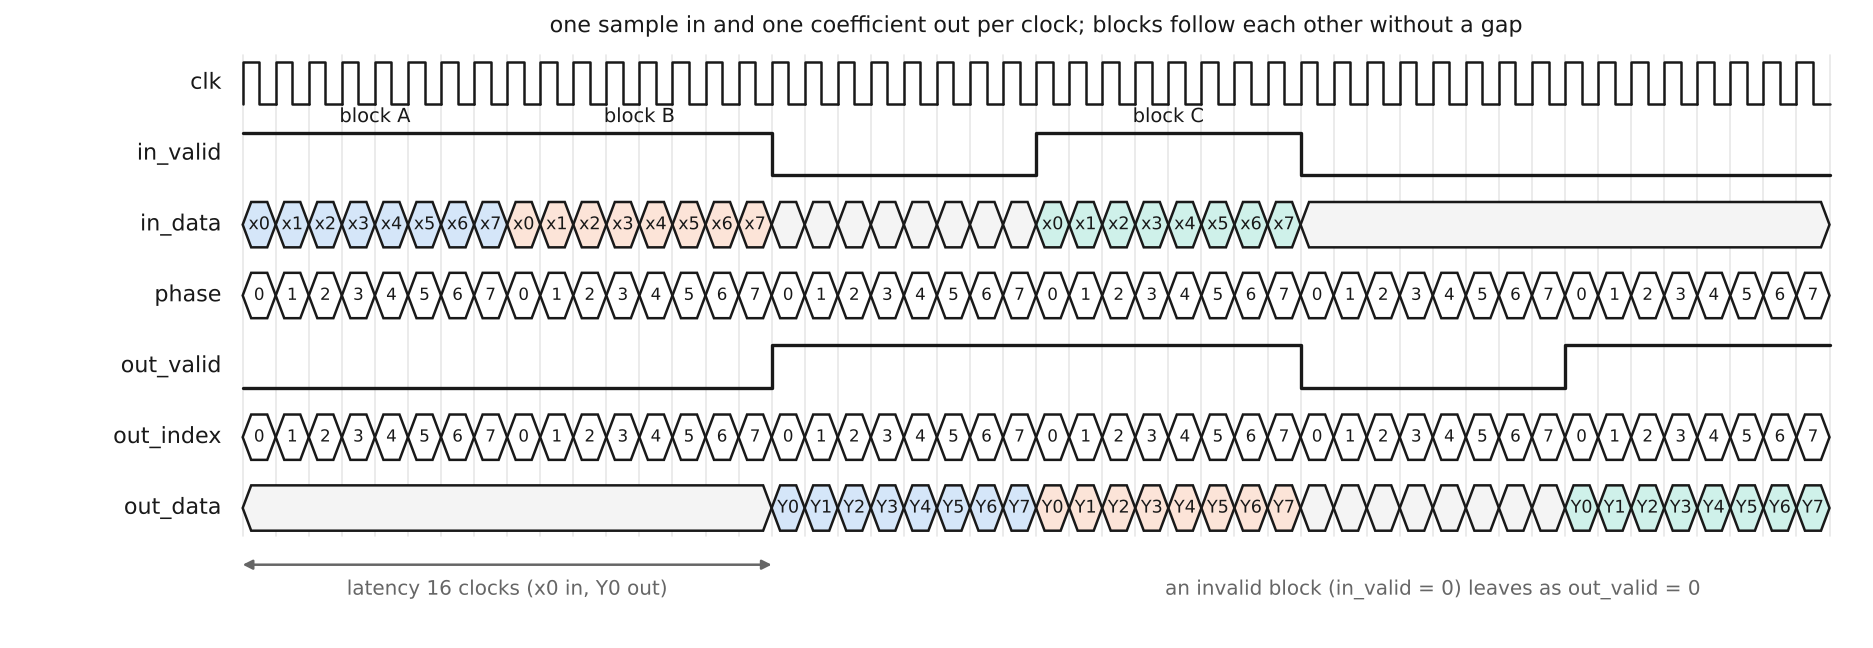 one sample in and one coefficient out per clock; blocks follow each other without a gap
clk
block A block B block C
in_valid
in_data x0 x1 x2 x3 x4 x5 x6 x7 x0 x1 x2 x3 x4 x5 x6 x7 x0 x1 x2 x3 x4 x5 x6 x7
phase 0 1 2 3 4 5 6 7 0 1 2 3 4 5 6 7 0 1 2 3 4 5 6 7 0 1 2 3 4 5 6 7 0 1 2 3 4 5 6 7 0 1 2 3 4 5 6 7
out_valid
out_index 0 1 2 3 4 5 6 7 0 1 2 3 4 5 6 7 0 1 2 3 4 5 6 7 0 1 2 3 4 5 6 7 0 1 2 3 4 5 6 7 0 1 2 3 4 5 6 7
out_data Y0 Y1 Y2 Y3 Y4 Y5 Y6 Y7 Y0 Y1 Y2 Y3 Y4 Y5 Y6 Y7 Y0 Y1 Y2 Y3 Y4 Y5 Y6 Y7
latency 16 clocks (x0 in, Y0 out) an invalid block (in_valid = 0) leaves as out_valid = 0